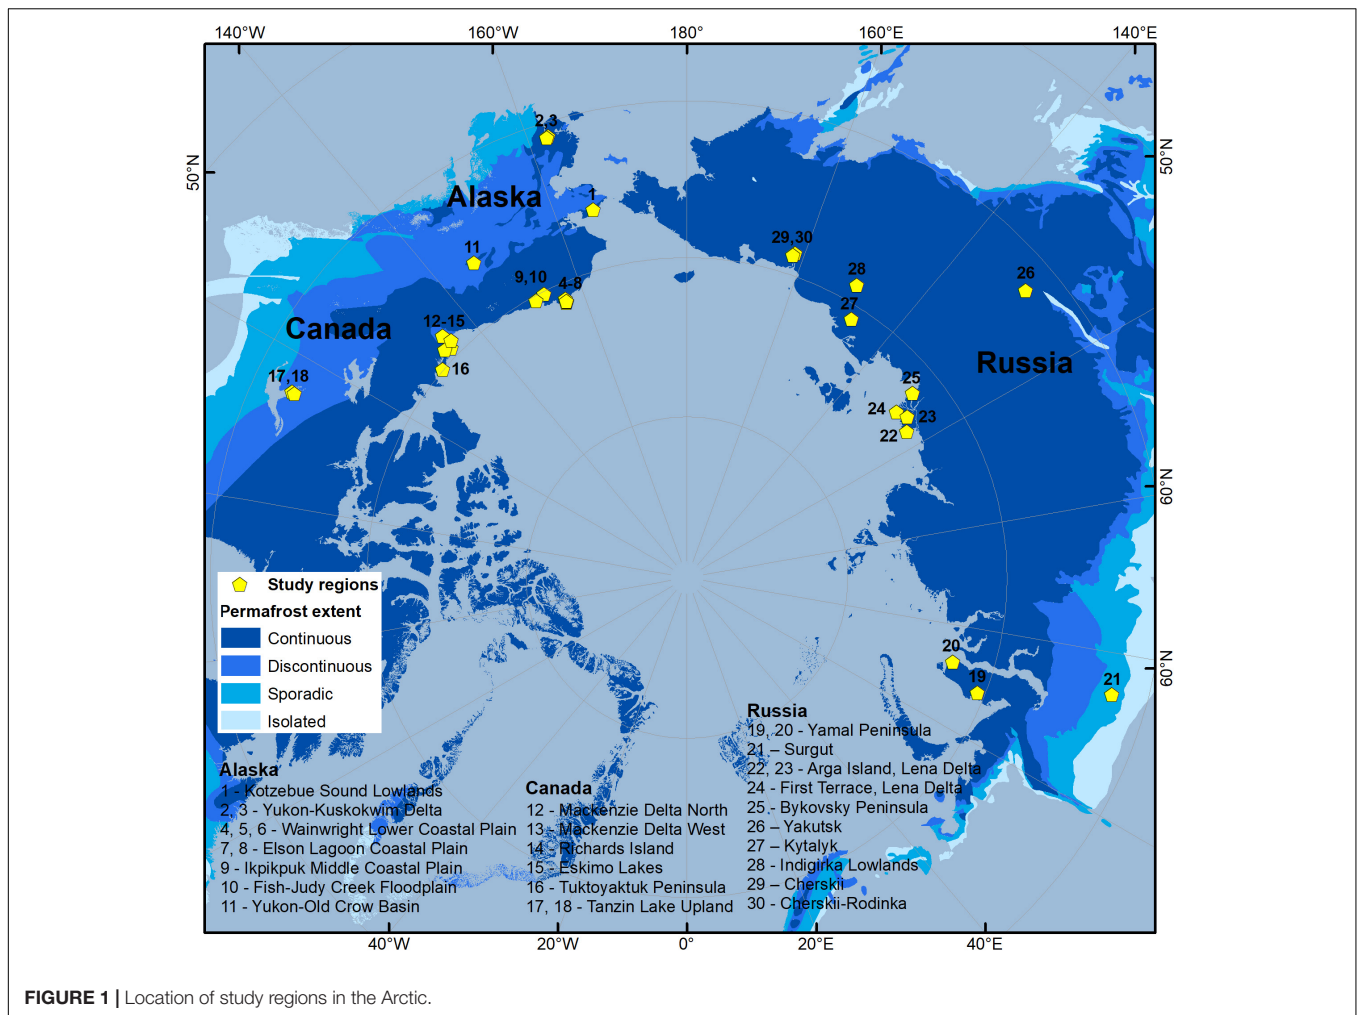 140°W 160°W 180° 160°E 140°E
50°N
50°N
60°N
60°N
2,3
Alaska
1
11
9,10
4-8
29,30
28
27
26
Canada
12-15
16
17,18
Russia
25
24
23
22
20
19
21
Study regions
Permafrost extent
Continuous
Discontinuous
Sporadic
Isolated
Alaska
1 - Kotzebue Sound Lowlands
2, 3 - Yukon-Kuskokwim Delta
4, 5, 6 - Wainwright Lower Coastal Plain
7, 8 - Elson Lagoon Coastal Plain
9 - Ikpikpuk Middle Coastal Plain
10 - Fish-Judy Creek Floodplain
11 - Yukon-Old Crow Basin
Canada
12 - Mackenzie Delta North
13 - Mackenzie Delta West
14 - Richards Island
15 - Eskimo Lakes
16 - Tuktoyaktuk Peninsula
17, 18 - Tanzin Lake Upland
Russia
19, 20 - Yamal Peninsula
21 – Surgut
22, 23 - Arga Island, Lena Delta
24 - First Terrace, Lena Delta
25 - Bykovsky Peninsula
26 – Yakutsk
27 – Kytalyk
28 - Indigirka Lowlands
29 – Cherskii
30 - Cherskii-Rodinka
40°W 20°W 0° 20°E 40°E
FIGURE 1 | Location of study regions in the Arctic.